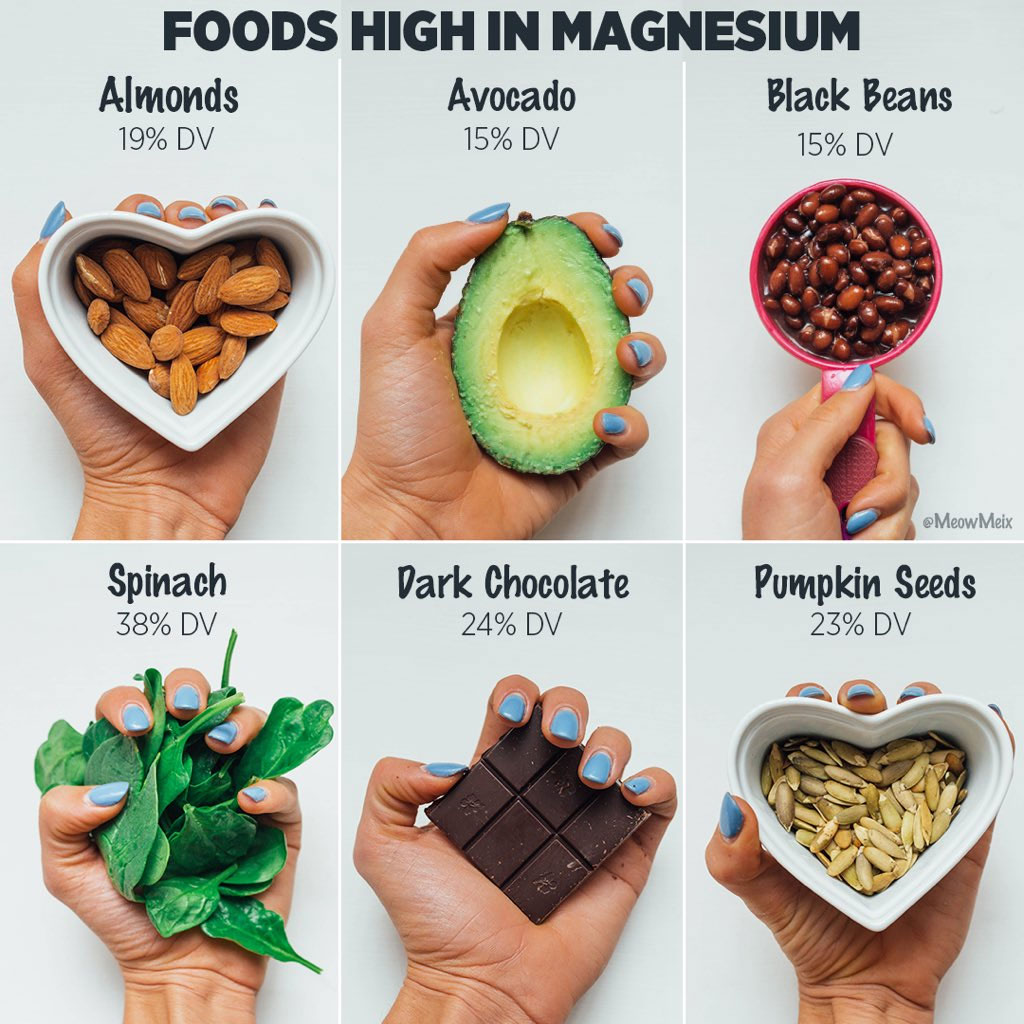 FOODS HIGH IN MAGNESIUM
Almonds
19% DV
Avocado
15% DV
Black Beans
15% DV
@MeowMeix
Spinach
38% DV
Dark Chocolate
24% DV
Pumpkin Seeds
23% DV